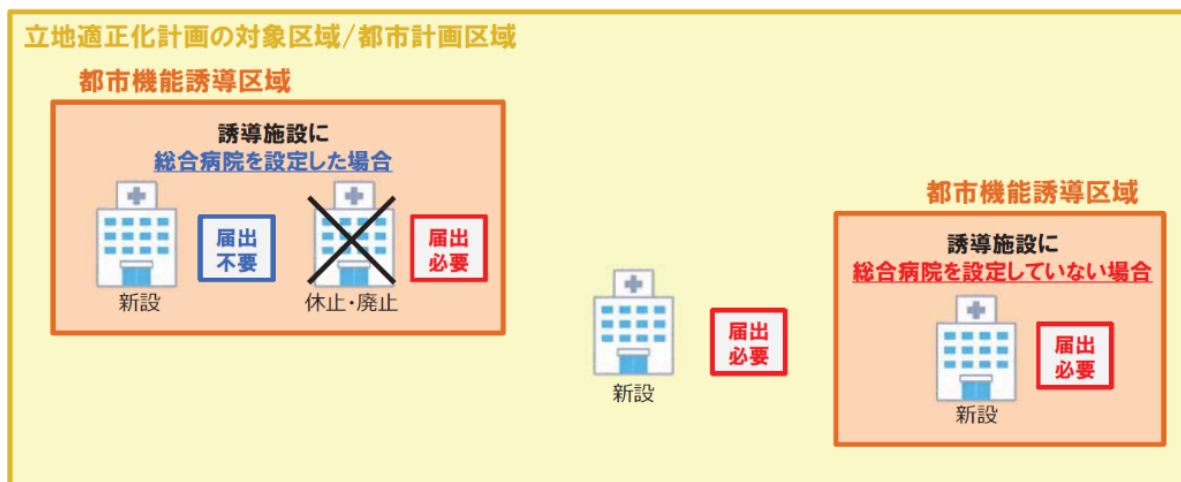 立地適正化計画の対象区域/都市計画区域
都市機能誘導区域
誘導施設に
総合病院を設定した場合
届出
不要
新設
届出
必要
休止・廃止
届出
必要
新設
都市機能誘導区域
誘導施設に
総合病院を設定していない場合
届出
必要
新設